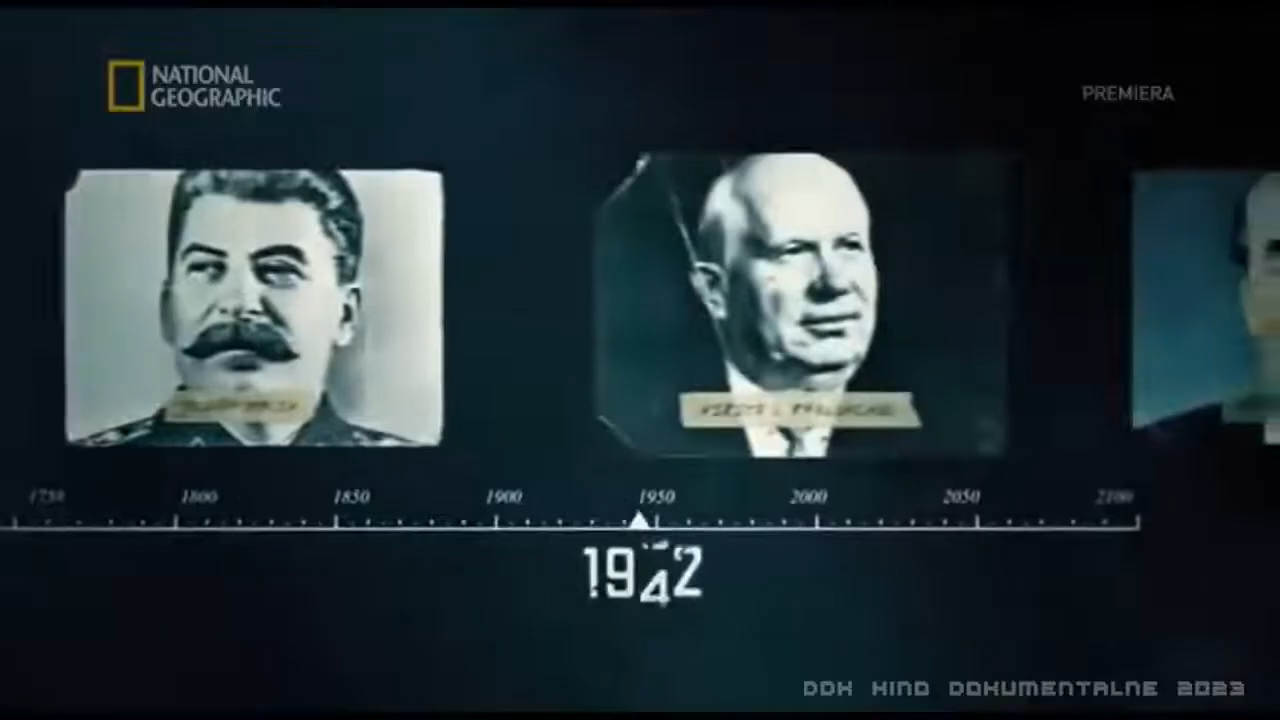 NATIONAL
GEOGRAPHIC
PREMIERA
1750 1800 1850 1900 1950 2000 2050 2100
1942
DDK KINO DOKUMENTALNE 2023